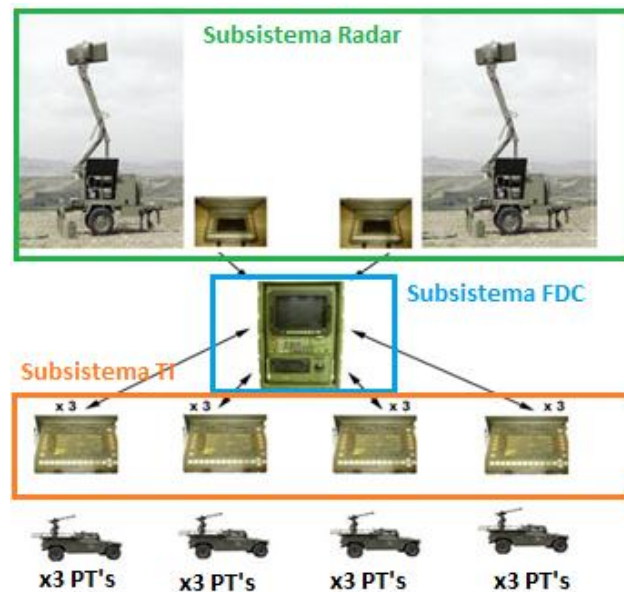 Subsistema Radar
Subsistema FDC
Subsistema TI
x 3
x 3
x 3
x 3
x3 PT's
x3 PT's
x3 PT's
x3 PT's